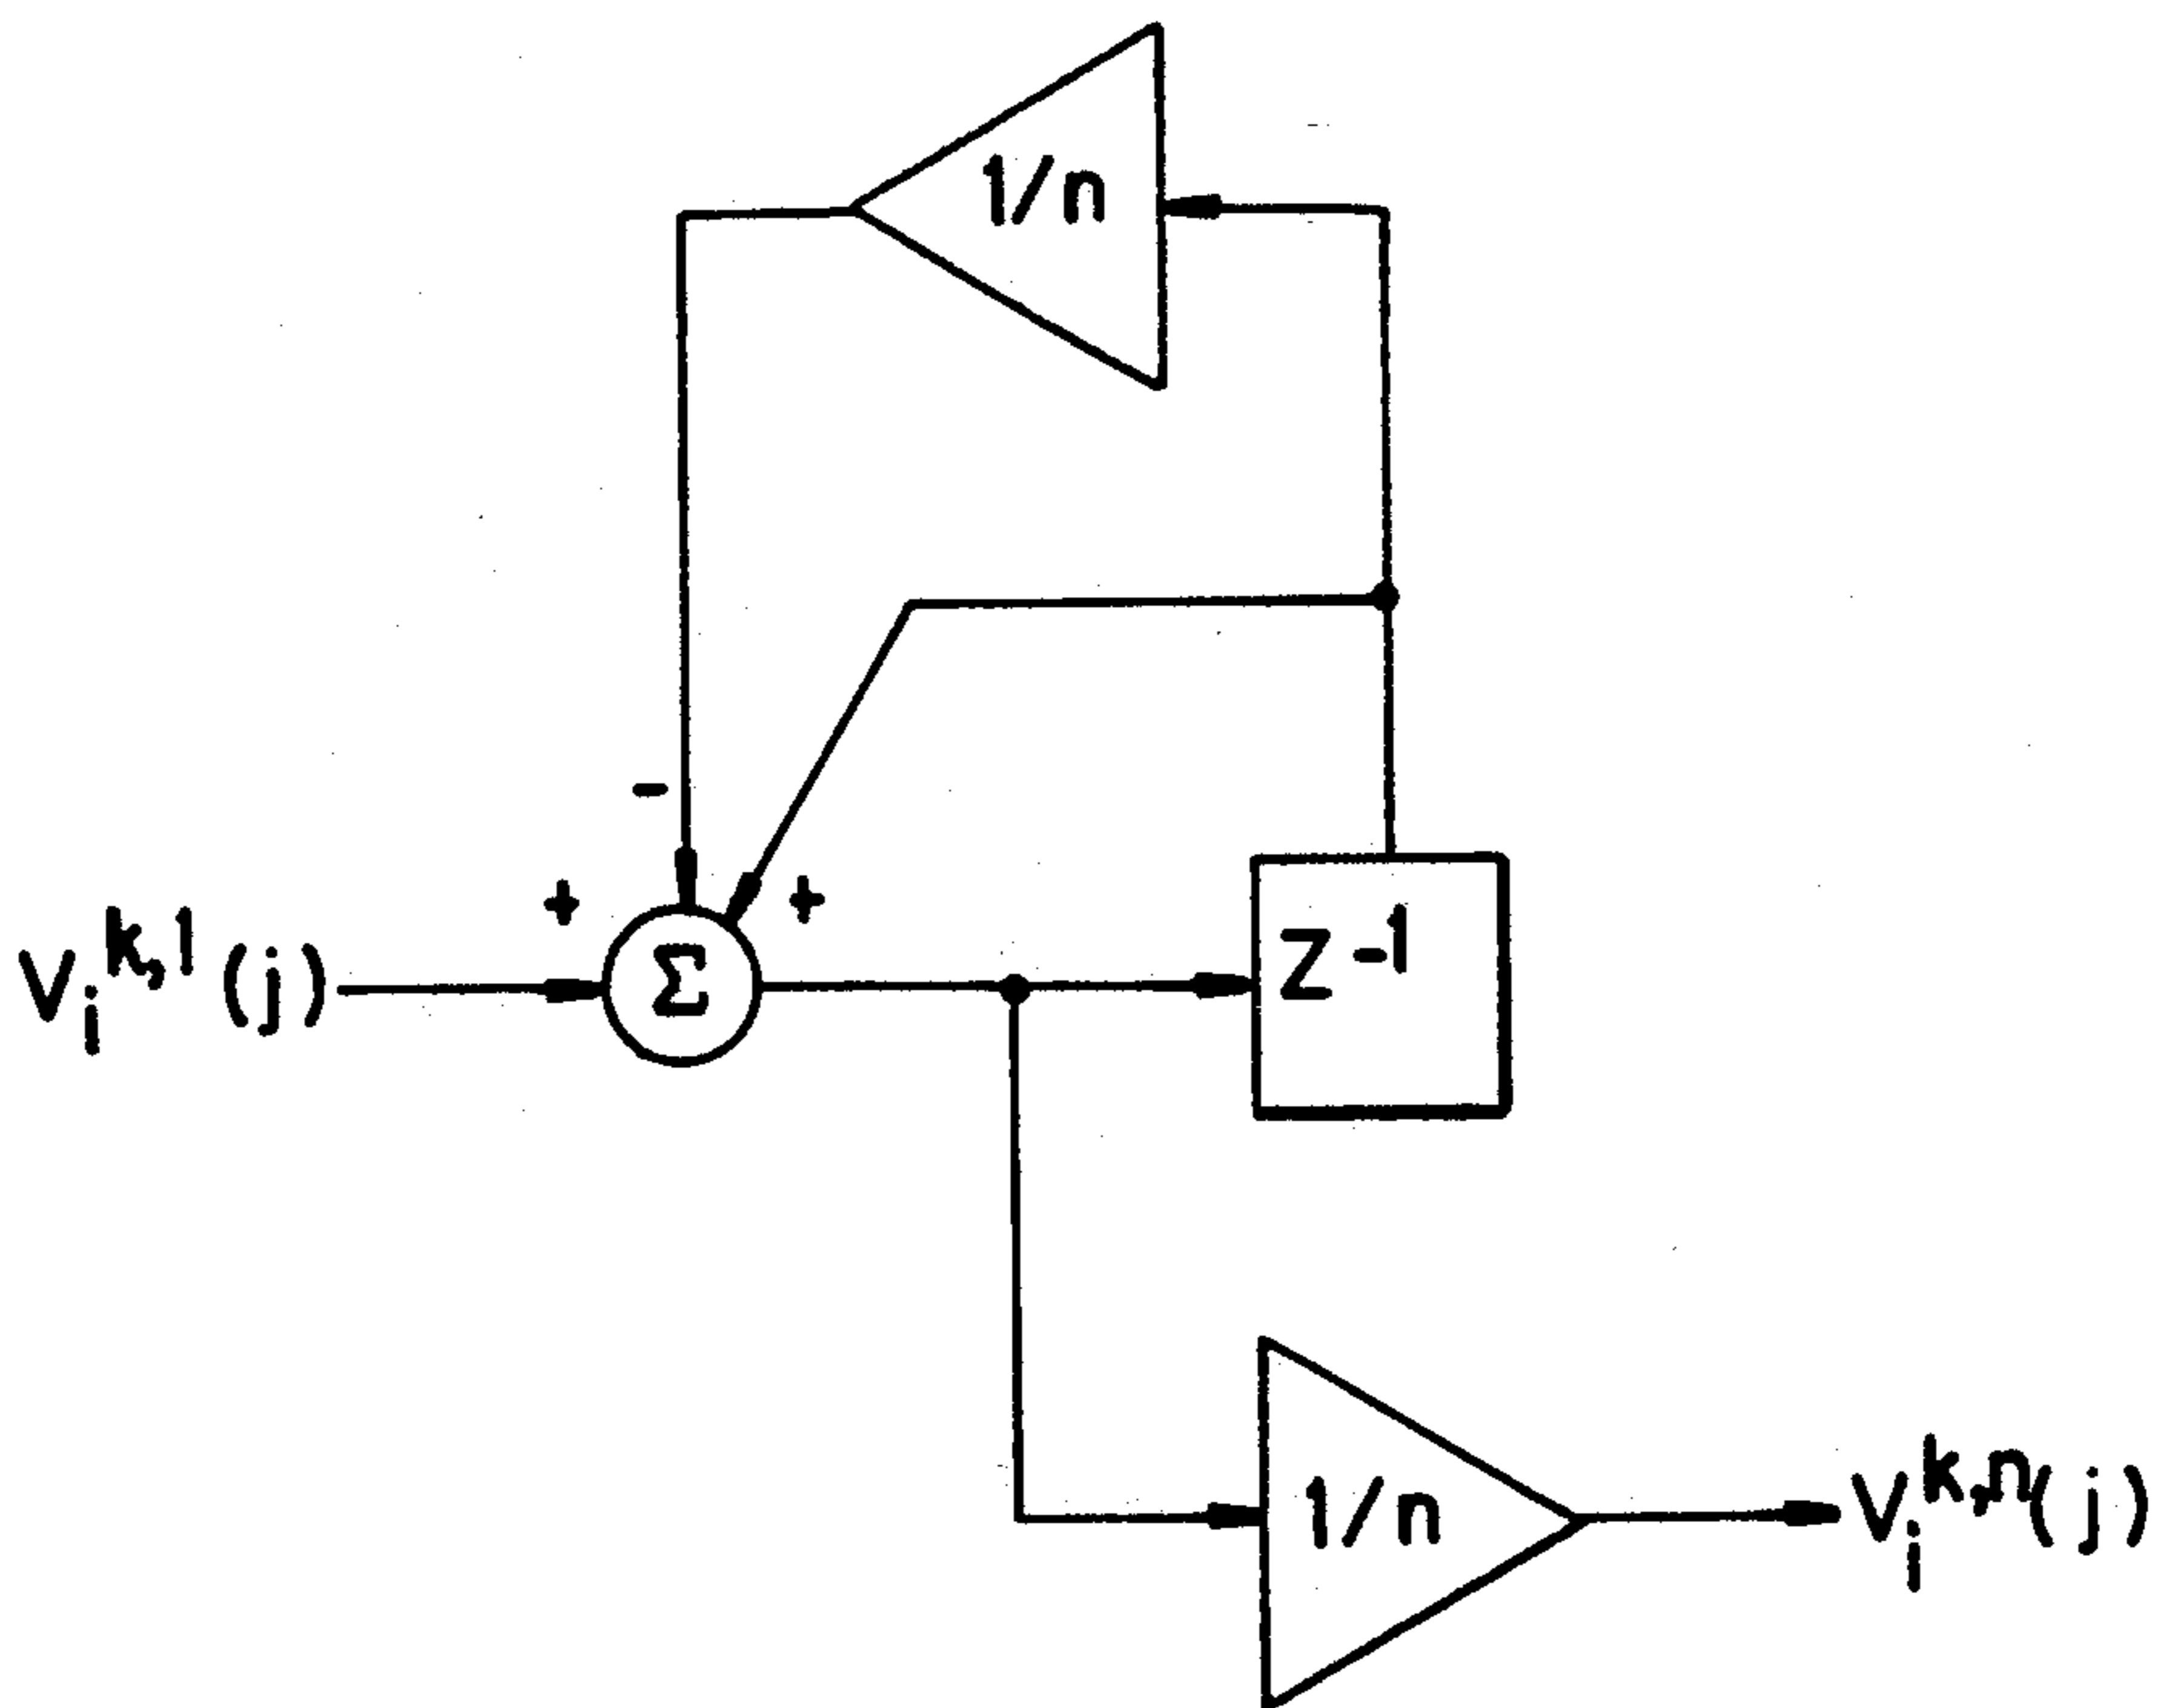 1/n
-
+
+
V_i^{k,1}(j)
Σ
Z^{-1}
1/n
V_i^{k,n}(j)